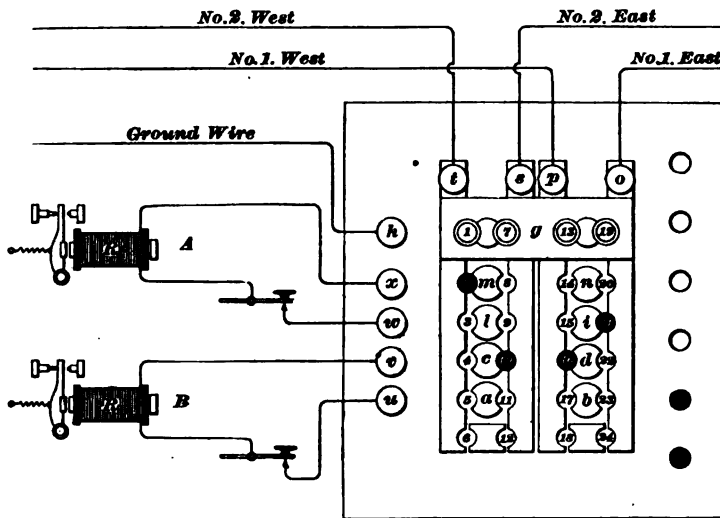 No. 2. West
No. 2. East
No. 1. West
No. 1. East
Ground Wire
t s p o
1 7 g 13 19
h
R A
x
m 8 14 n 20
w
3 l 9 15 i
v
4 c d 22
R B
u
5 a 11 17 b 23
6 12 18 24